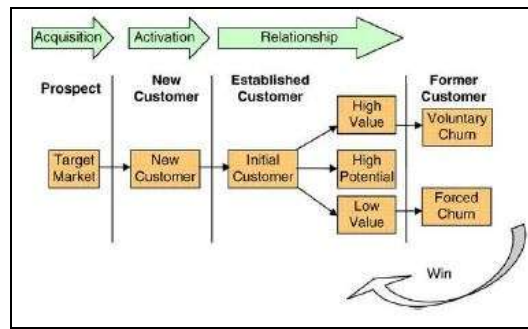 Acquisition
Activation
Relationship
Prospect
New
Customer
Established
Customer
Former
Customer
Target
Market
New
Customer
Initial
Customer
High
Value
High
Potential
Low
Value
Voluntary
Churn
Forced
Churn
Win